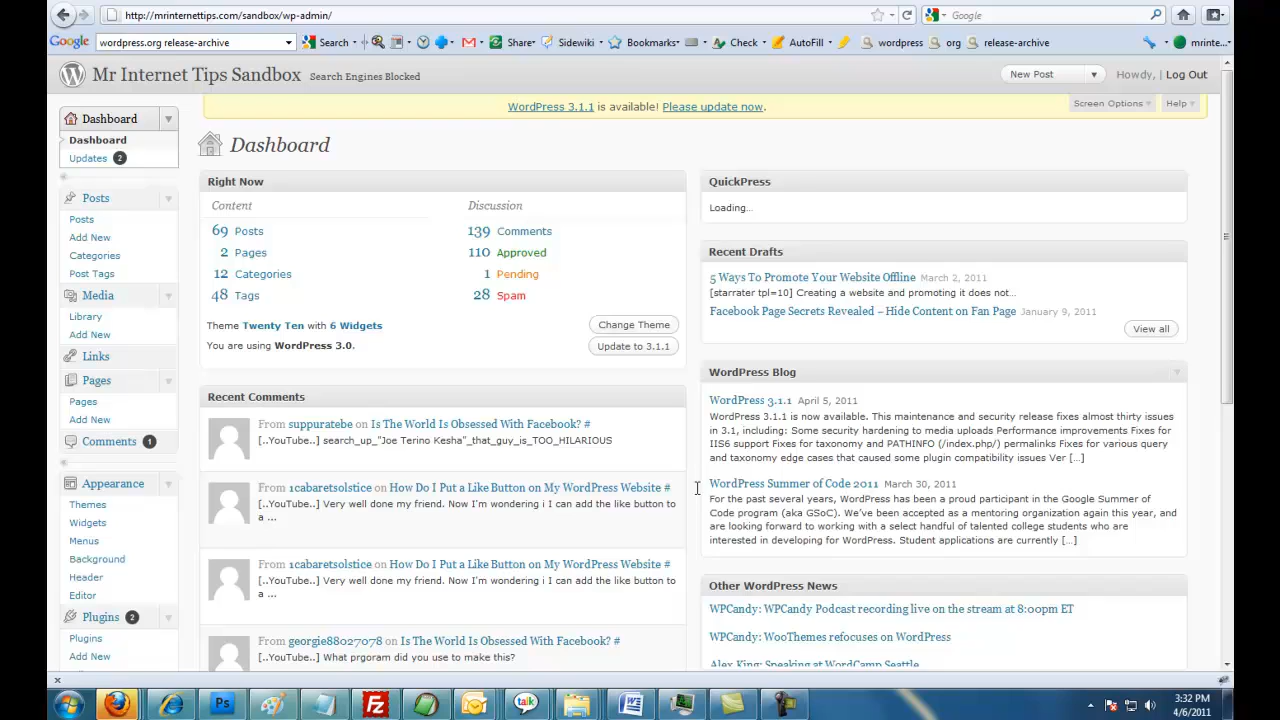 http://mrinternettips.com/sandbox/wp-admin/
Google
Google
wordpress.org release-archive
Search
Share
Sidewiki
Bookmarks
Check
AutoFill
wordpress
org
release-archive
mrinte...
Mr Internet Tips Sandbox
Search Engines Blocked
New Post
Howdy, | Log Out
WordPress 3.1.1 is available! Please update now.
Screen Options
Help
Dashboard
Dashboard
Updates 2
Posts
Posts
Add New
Categories
Post Tags
Media
Library
Add New
Links
Pages
Pages
Add New
Comments 1
Appearance
Themes
Widgets
Menus
Background
Header
Editor
Plugins 2
Plugins
Add New
Dashboard
Right Now
Content
Discussion
69 Posts
139 Comments
2 Pages
110 Approved
12 Categories
1 Pending
48 Tags
28 Spam
Theme Twenty Ten with 6 Widgets
Change Theme
You are using WordPress 3.0.
Update to 3.1.1
Recent Comments
From suppuratebe on Is The World Is Obsessed With Facebook? #
[..YouTube..] search_up_"Joe Terino Kesha"_that_guy_is_TOO_HILARIOUS
From 1cabaretsolstice on How Do I Put a Like Button on My WordPress Website #
[..YouTube..] Very well done my friend. Now I'm wondering i I can add the like button to
a ...
From 1cabaretsolstice on How Do I Put a Like Button on My WordPress Website #
[..YouTube..] Very well done my friend. Now I'm wondering i I can add the like button to
a ...
From georgie88027078 on Is The World Is Obsessed With Facebook? #
[..YouTube..] What prgoram did you use to make this?
QuickPress
Loading...
Recent Drafts
5 Ways To Promote Your Website Offline March 2, 2011
[starrater tpl=10] Creating a website and promoting it does not...
Facebook Page Secrets Revealed – Hide Content on Fan Page January 9, 2011
View all
WordPress Blog
WordPress 3.1.1 April 5, 2011
WordPress 3.1.1 is now available. This maintenance and security release fixes almost thirty issues
in 3.1, including: Some security hardening to media uploads Performance improvements Fixes for
IIS6 support Fixes for taxonomy and PATHINFO (/index.php/) permalinks Fixes for various query
and taxonomy edge cases that caused some plugin compatibility issues Ver [...]
WordPress Summer of Code 2011 March 30, 2011
For the past several years, WordPress has been a proud participant in the Google Summer of
Code program (aka GSoC). We've been accepted as a mentoring organization again this year, and
are looking forward to working with a select handful of talented college students who are
interested in developing for WordPress. Student applications are currently [...]
Other WordPress News
WPCandy: WPCandy Podcast recording live on the stream at 8:00pm ET
WPCandy: WooThemes refocuses on WordPress
Alex King: Speaking at WordCamp Seattle
Ps
FZ
talk
W
3:32 PM
4/6/2011